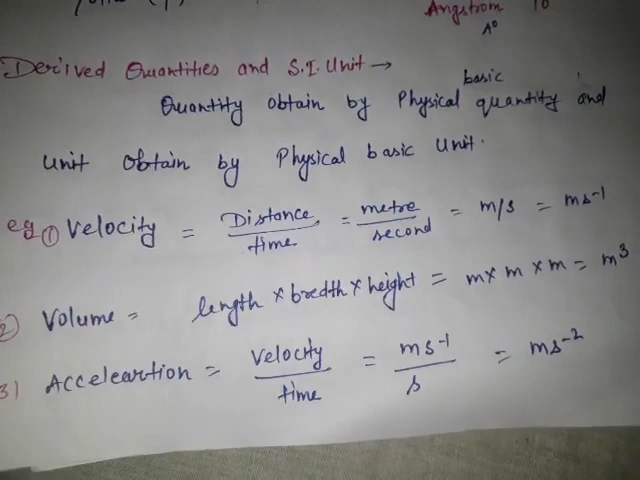 Angstrom 10
A°
Derived Quantities and S.I. Unit →
Quantity obtain by Physical basic quantity and
unit obtain by Physical basic unit.
eg ① Velocity = Distance/time = metre/second = m/s = ms⁻¹
2) Volume = length × bredth × height = m × m × m = m³
3) Acceleartion = Velocity/time = ms⁻¹/s = ms⁻²